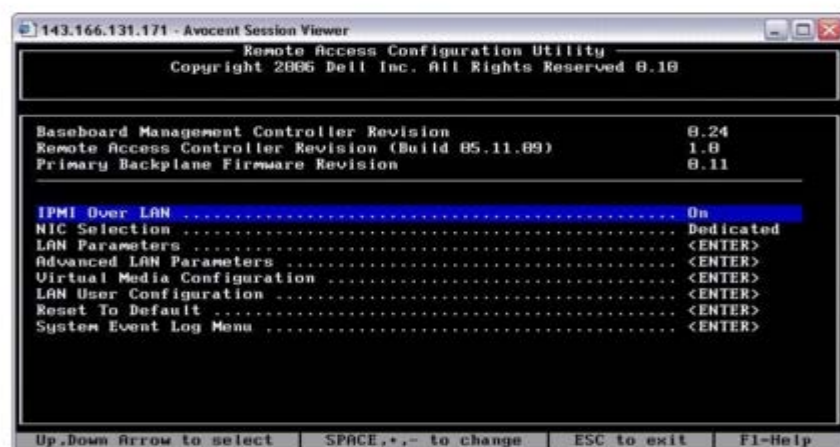 143.166.131.171 - Avocent Session Viewer
Remote Access Configuration Utility
Copyright 2006 Dell Inc. All Rights Reserved 0.10
Baseboard Management Controller Revision 0.24
Remote Access Controller Revision (Build 05.11.09) 1.0
Primary Backplane Firmware Revision 0.11
IPMI Over LAN ........................................................ On
NIC Selection ........................................................ Dedicated
LAN Parameters ....................................................... <ENTER>
Advanced LAN Parameters .............................................. <ENTER>
Virtual Media Configuration .......................................... <ENTER>
LAN User Configuration ............................................... <ENTER>
Reset To Default ..................................................... <ENTER>
System Event Log Menu ................................................ <ENTER>
Up,Down Arrow to select | SPACE,+,- to change | ESC to exit | F1=Help